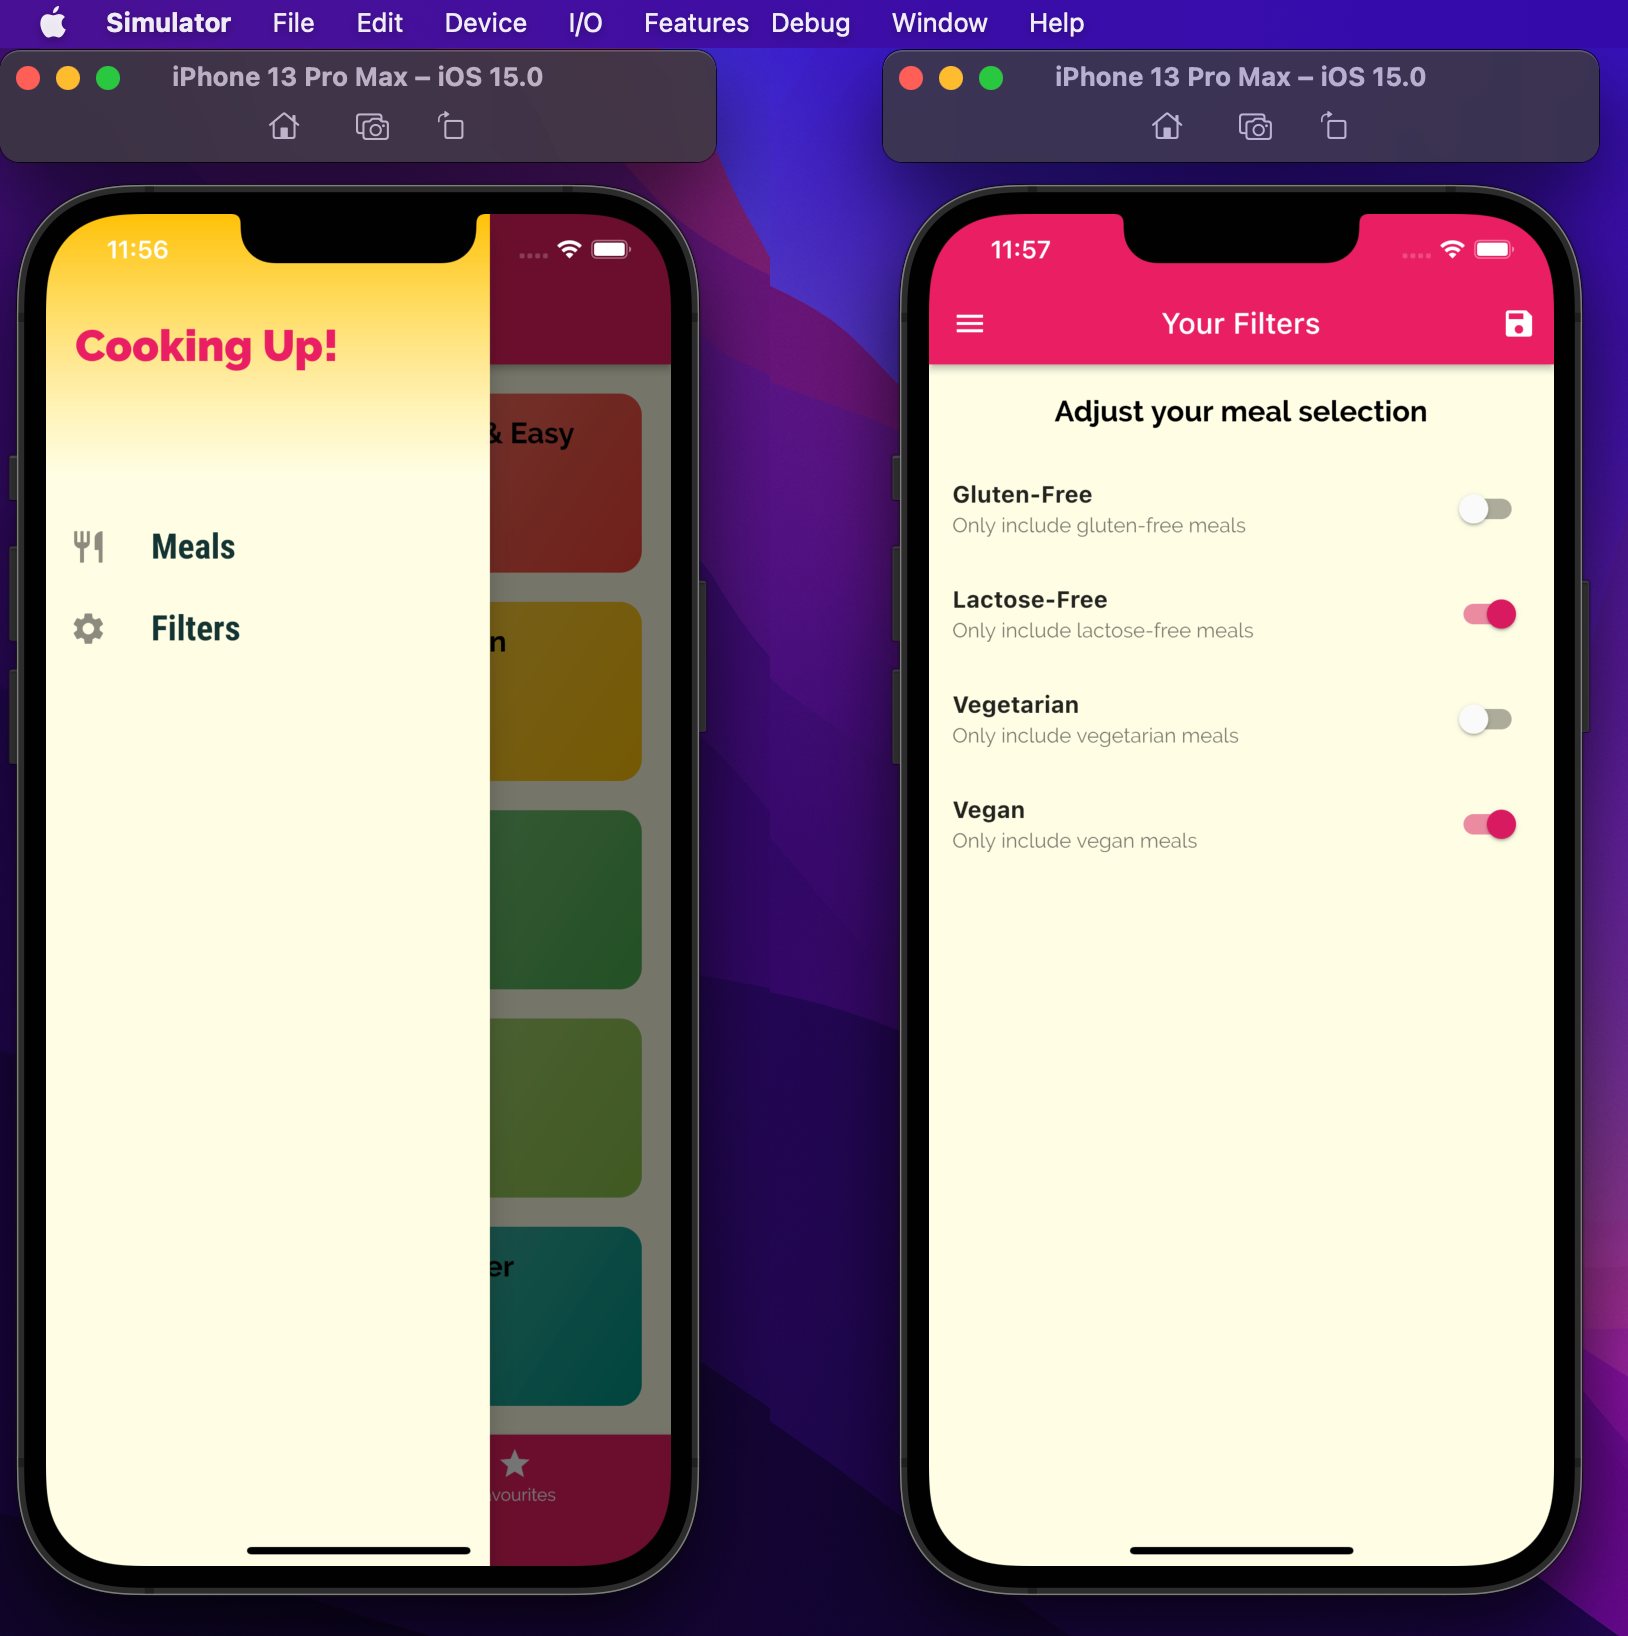 Simulator File Edit Device I/O Features Debug Window Help
iPhone 13 Pro Max – iOS 15.0
11:56
Cooking Up!
Meals
Filters
& Easy
n
er
vourites
iPhone 13 Pro Max – iOS 15.0
11:57
Your Filters
Adjust your meal selection
Gluten-Free
Only include gluten-free meals
Lactose-Free
Only include lactose-free meals
Vegetarian
Only include vegetarian meals
Vegan
Only include vegan meals